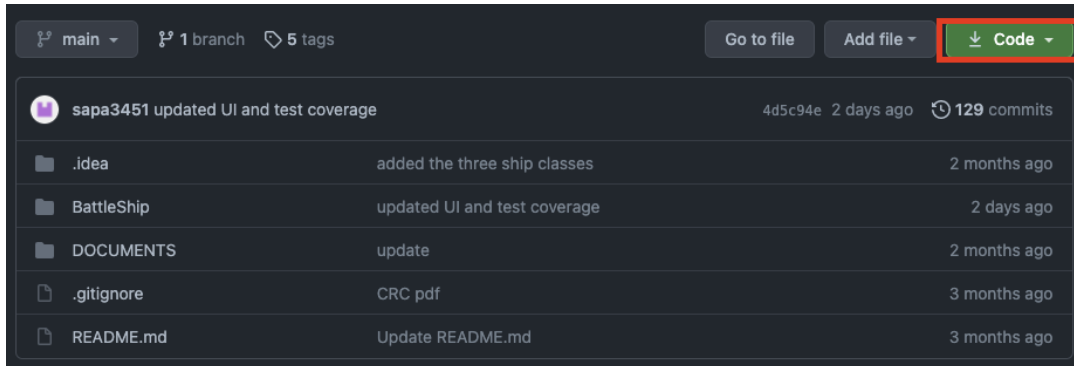 main 1 branch 5 tags Go to file Add file Code
sapa3451 updated UI and test coverage 4d5c94e 2 days ago 129 commits
.idea added the three ship classes 2 months ago
BattleShip updated UI and test coverage 2 days ago
DOCUMENTS update 2 months ago
.gitignore CRC pdf 3 months ago
README.md Update README.md 3 months ago